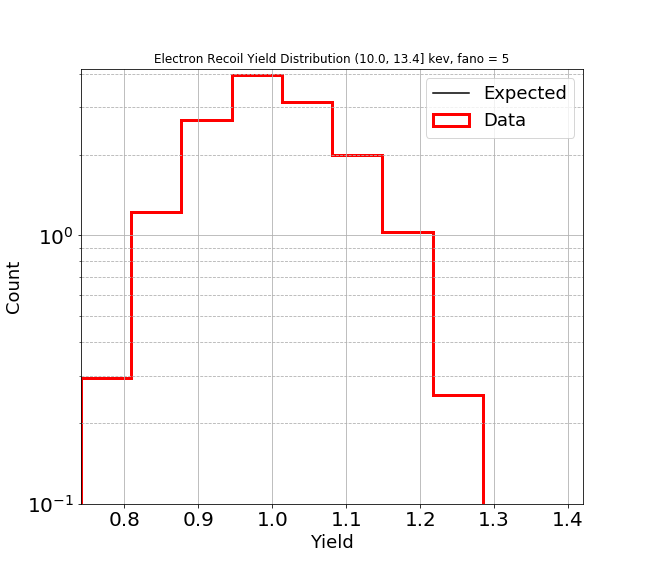 Electron Recoil Yield Distribution (10.0, 13.4] kev, fano = 5
Expected
Data
10⁰
10⁻¹
Count
0.8 0.9 1.0 1.1 1.2 1.3 1.4
Yield